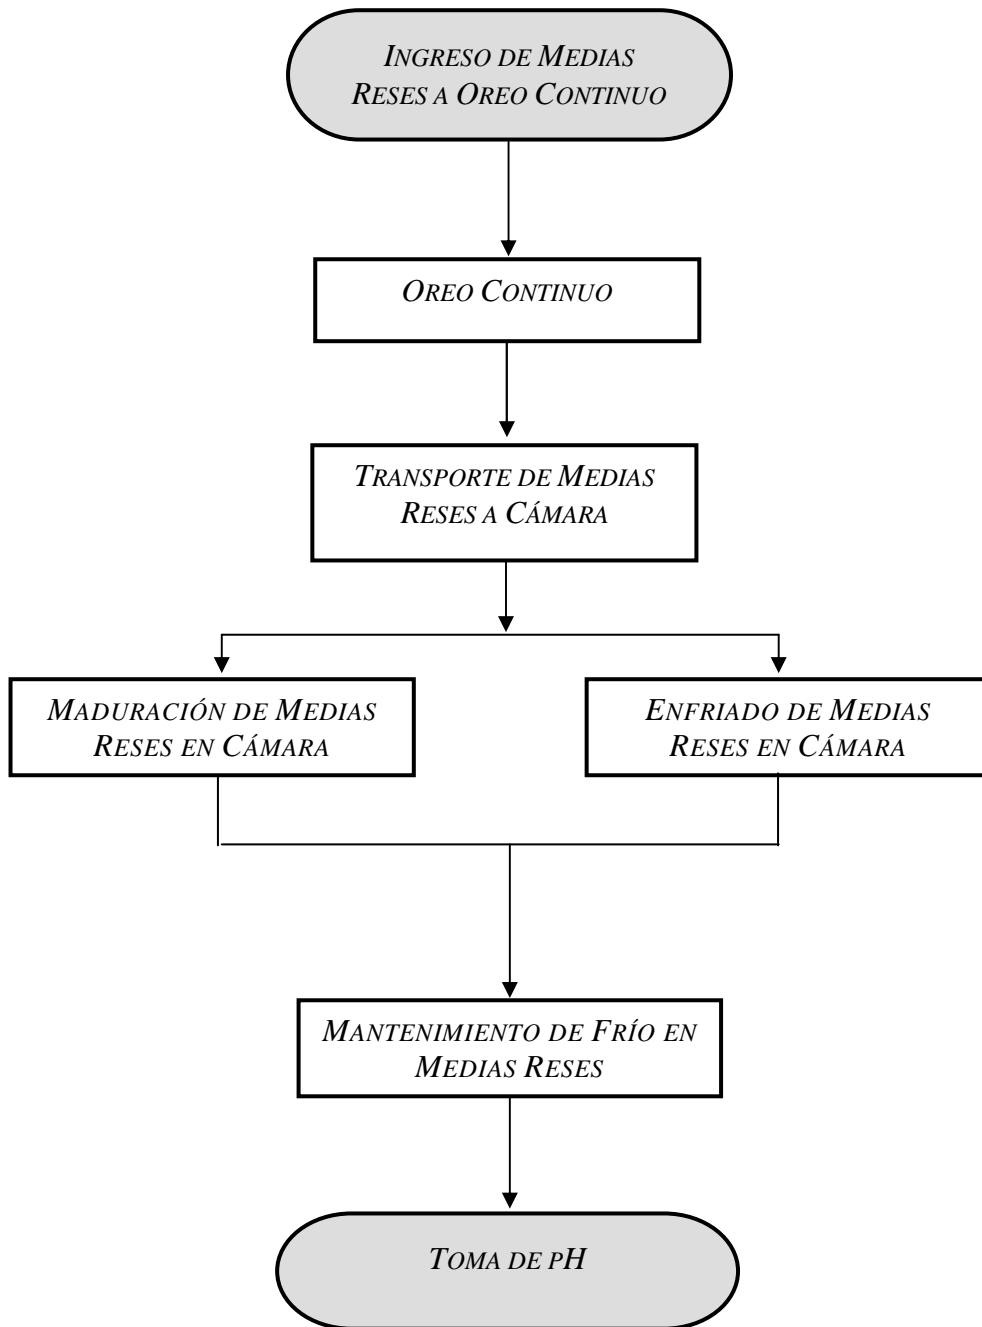 INGRESO DE MEDIAS
RESES A OREO CONTINUO
OREO CONTINUO
TRANSPORTE DE MEDIAS
RESES A CÁMARA
MADURACIÓN DE MEDIAS
RESES EN CÁMARA
ENFRIADO DE MEDIAS
RESES EN CÁMARA
MANTENIMIENTO DE FRÍO EN
MEDIAS RESES
TOMA DE PH